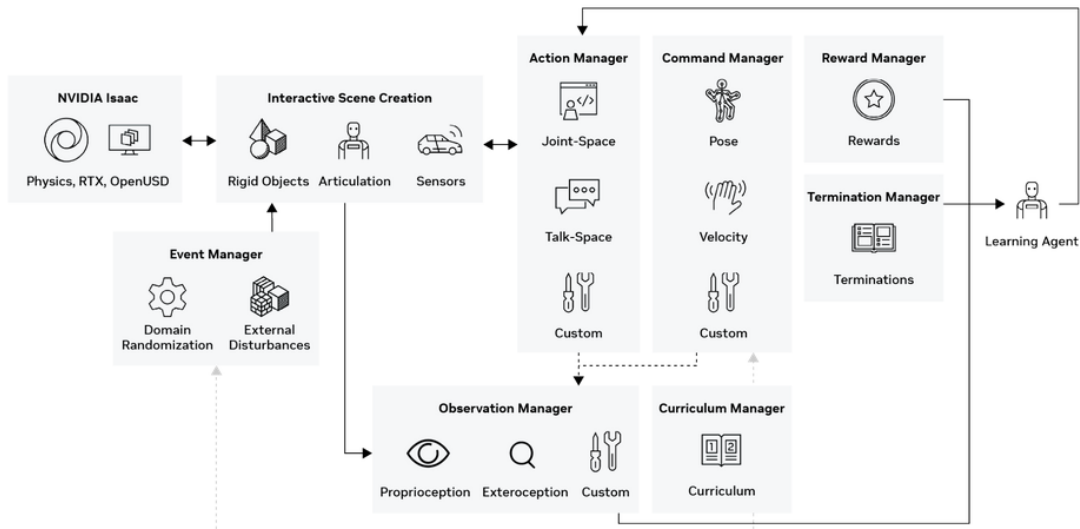 NVIDIA Isaac
Physics, RTX, OpenUSD
Interactive Scene Creation
Rigid Objects
Articulation
Sensors
Event Manager
Domain
Randomization
External
Disturbances
Action Manager
Joint-Space
Talk-Space
Custom
Command Manager
Pose
Velocity
Custom
Reward Manager
Rewards
Termination Manager
Terminations
Learning Agent
Observation Manager
Proprioception
Exteroception
Custom
Curriculum Manager
1 2
Curriculum